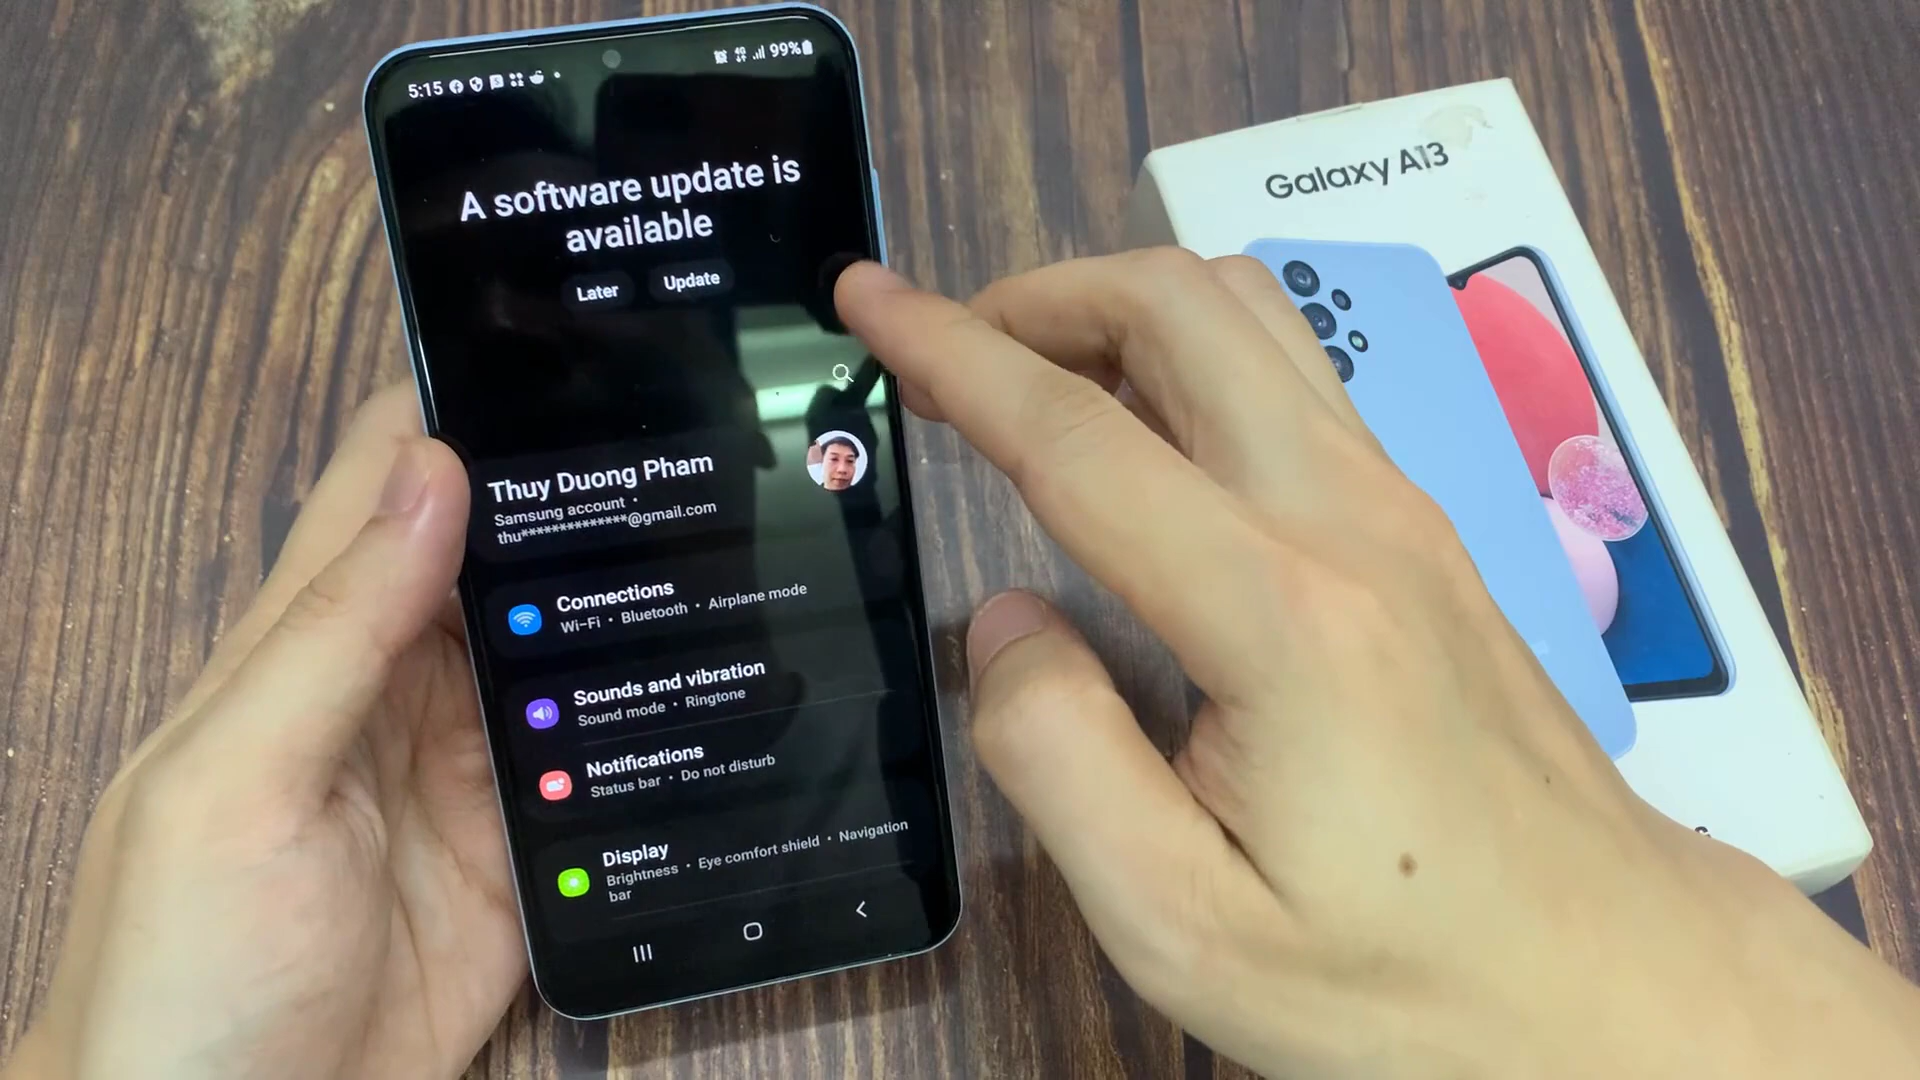 5:15
4G
99%
A software update is
available
Later
Update
Thuy Duong Pham
Samsung account •
thu**************@gmail.com
Connections
Wi-Fi • Bluetooth • Airplane mode
Sounds and vibration
Sound mode • Ringtone
Notifications
Status bar • Do not disturb
Display
Brightness • Eye comfort shield • Navigation
bar
Galaxy A13